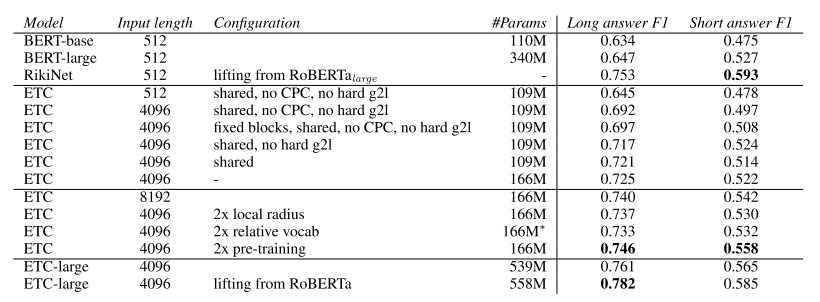 Model Input length Configuration #Params Long answer F1 Short answer F1
BERT-base 512 110M 0.634 0.475
BERT-large 512 340M 0.647 0.527
RikiNet 512 lifting from RoBERTa_large - 0.753 0.593
ETC 512 shared, no CPC, no hard g2l 109M 0.645 0.478
ETC 4096 shared, no CPC, no hard g2l 109M 0.692 0.497
ETC 4096 fixed blocks, shared, no CPC, no hard g2l 109M 0.697 0.508
ETC 4096 shared, no hard g2l 109M 0.717 0.524
ETC 4096 shared 109M 0.721 0.514
ETC 4096 - 166M 0.725 0.522
ETC 8192 166M 0.740 0.542
ETC 4096 2x local radius 166M 0.737 0.530
ETC 4096 2x relative vocab 166M* 0.733 0.532
ETC 4096 2x pre-training 166M 0.746 0.558
ETC-large 4096 539M 0.761 0.565
ETC-large 4096 lifting from RoBERTa 558M 0.782 0.585